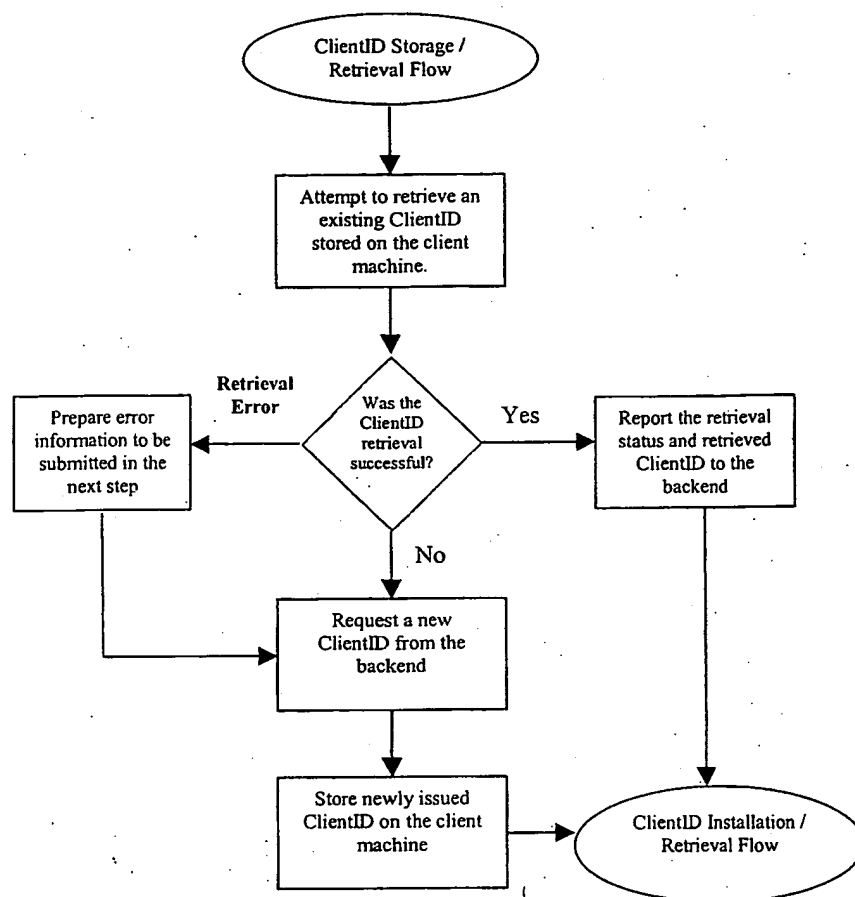 ClientID Storage /
Retrieval Flow
Attempt to retrieve an
existing ClientID
stored on the client
machine.
Retrieval
Error
Was the
ClientID
retrieval
successful?
Yes
Prepare error
information to be
submitted in the
next step
Report the retrieval
status and retrieved
ClientID to the
backend
No
Request a new
ClientID from the
backend
Store newly issued
ClientID on the client
machine
ClientID Installation /
Retrieval Flow